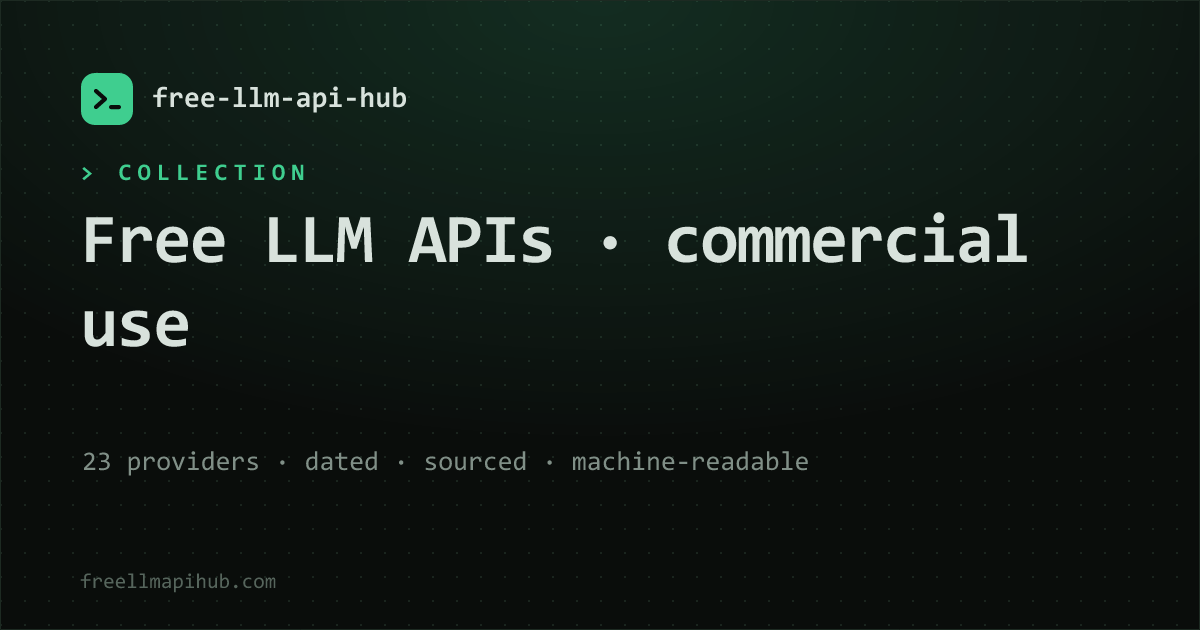 free-llm-api-hub
> COLLECTION
Free LLM APIs · commercial
use
23 providers · dated · sourced · machine-readable
freellmapihub.com